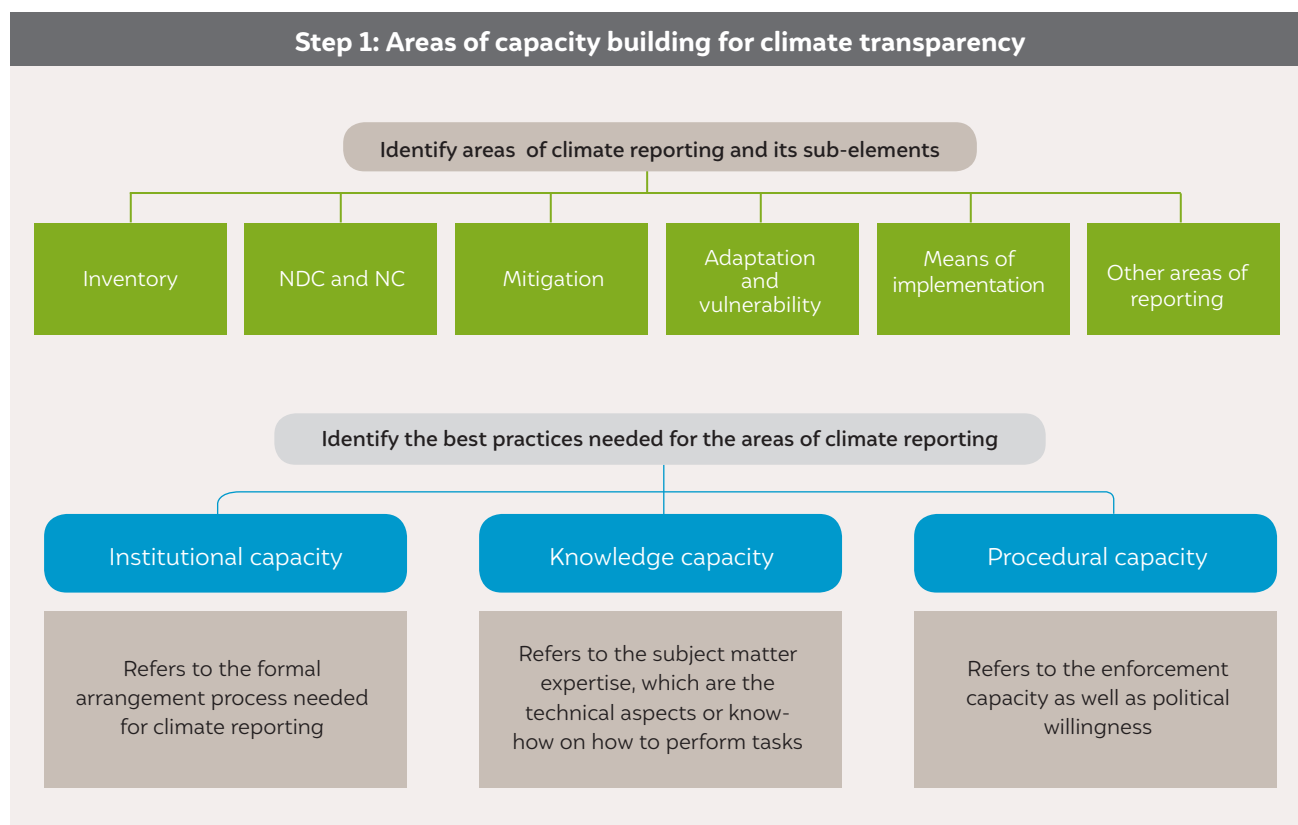 Step 1: Areas of capacity building for climate transparency
Identify areas of climate reporting and its sub-elements
Inventory
NDC and NC
Mitigation
Adaptation
and
vulnerability
Means of
implementation
Other areas of
reporting
Identify the best practices needed for the areas of climate reporting
Institutional capacity
Knowledge capacity
Procedural capacity
Refers to the formal
arrangement process needed
for climate reporting
Refers to the subject matter
expertise, which are the
technical aspects or know-
how on how to perform tasks
Refers to the enforcement
capacity as well as political
willingness